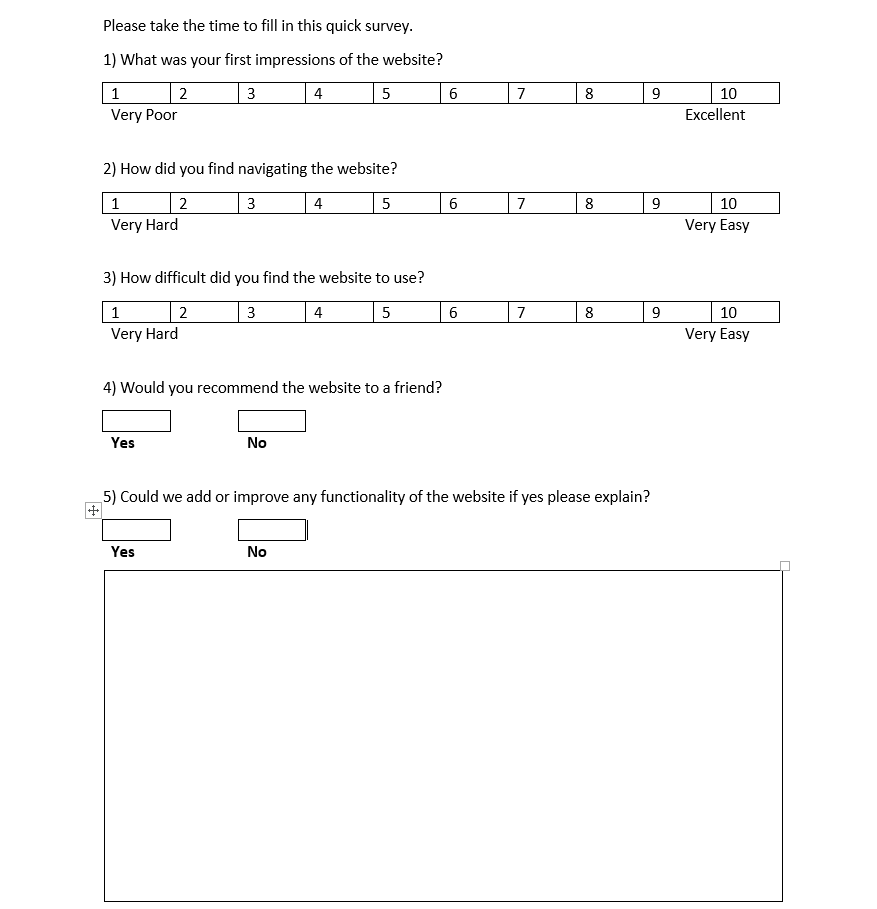 Please take the time to fill in this quick survey.
1) What was your first impressions of the website?
1 2 3 4 5 6 7 8 9 10
Very Poor Excellent
2) How did you find navigating the website?
1 2 3 4 5 6 7 8 9 10
Very Hard Very Easy
3) How difficult did you find the website to use?
1 2 3 4 5 6 7 8 9 10
Very Hard Very Easy
4) Would you recommend the website to a friend?
Yes No
5) Could we add or improve any functionality of the website if yes please explain?
Yes No